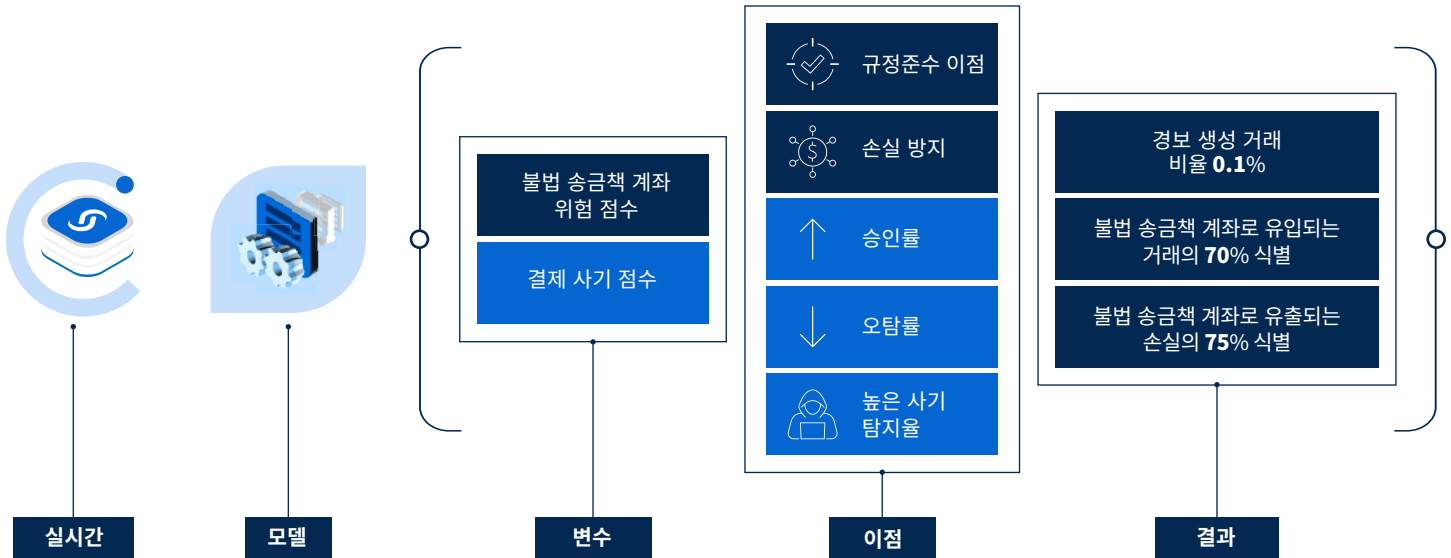 불법 송금책 계좌
위험 점수
결제 사기 점수
규정준수 이점
손실 방지
승인률
오탐률
높은 사기
탐지율
경보 생성 거래
비율 0.1%
불법 송금책 계좌로 유입되는
거래의 70% 식별
불법 송금책 계좌로 유출되는
손실의 75% 식별
실시간
모델
변수
이점
결과